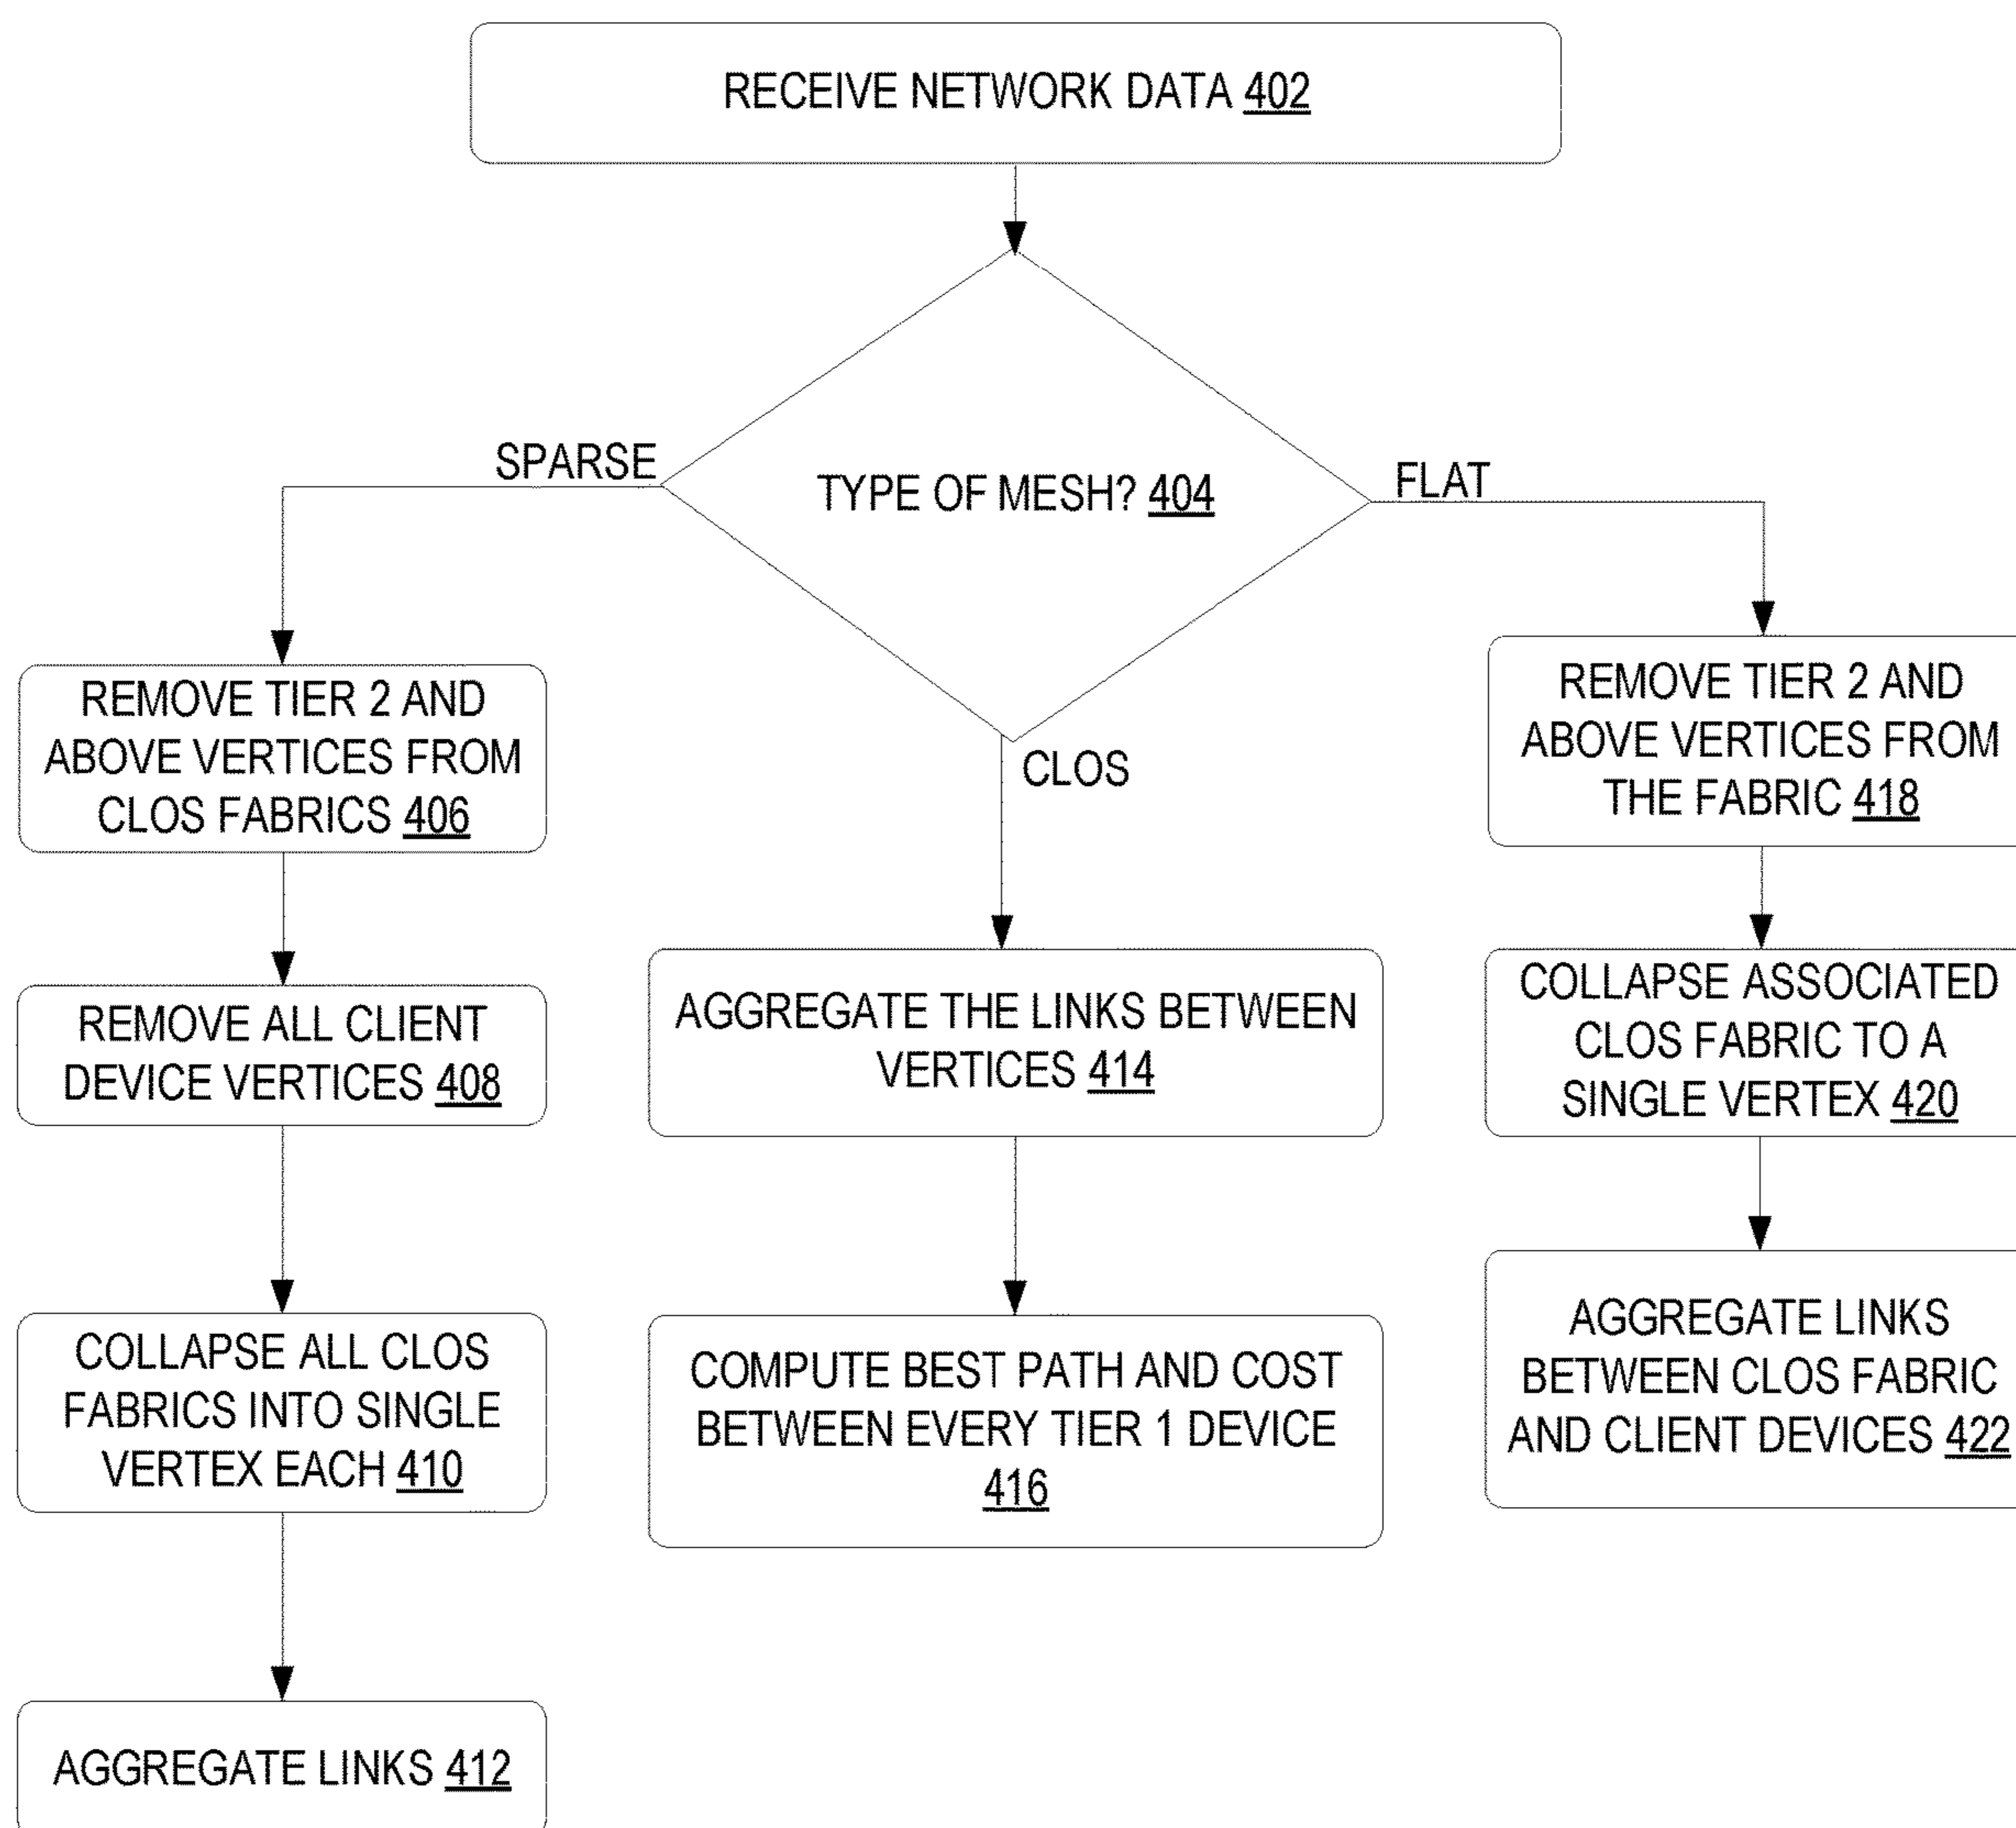 RECEIVE NETWORK DATA 402
SPARSE
TYPE OF MESH? 404
FLAT
CLOS
REMOVE TIER 2 AND
ABOVE VERTICES FROM
CLOS FABRICS 406
REMOVE ALL CLIENT
DEVICE VERTICES 408
COLLAPSE ALL CLOS
FABRICS INTO SINGLE
VERTEX EACH 410
AGGREGATE LINKS 412
AGGREGATE THE LINKS BETWEEN
VERTICES 414
COMPUTE BEST PATH AND COST
BETWEEN EVERY TIER 1 DEVICE
416
REMOVE TIER 2 AND
ABOVE VERTICES FROM
THE FABRIC 418
COLLAPSE ASSOCIATED
CLOS FABRIC TO A
SINGLE VERTEX 420
AGGREGATE LINKS
BETWEEN CLOS FABRIC
AND CLIENT DEVICES 422